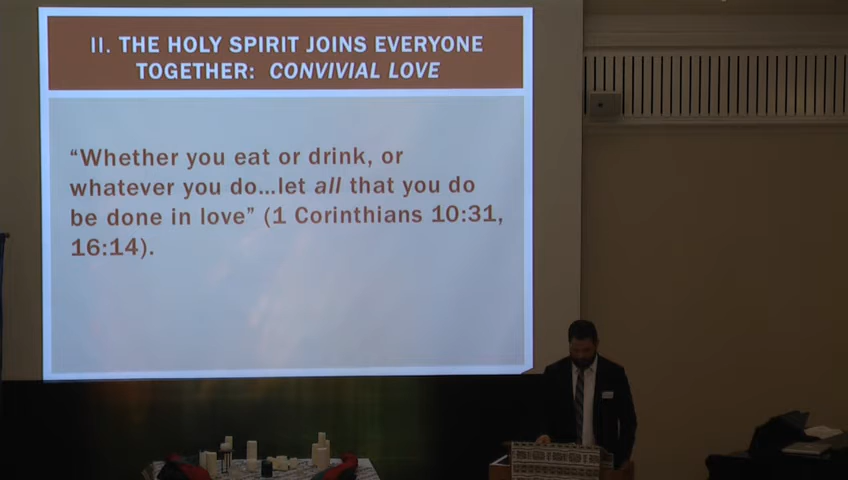 II. THE HOLY SPIRIT JOINS EVERYONE
TOGETHER: CONVIVIAL LOVE
“Whether you eat or drink, or
whatever you do...let all that you do
be done in love” (1 Corinthians 10:31,
16:14).